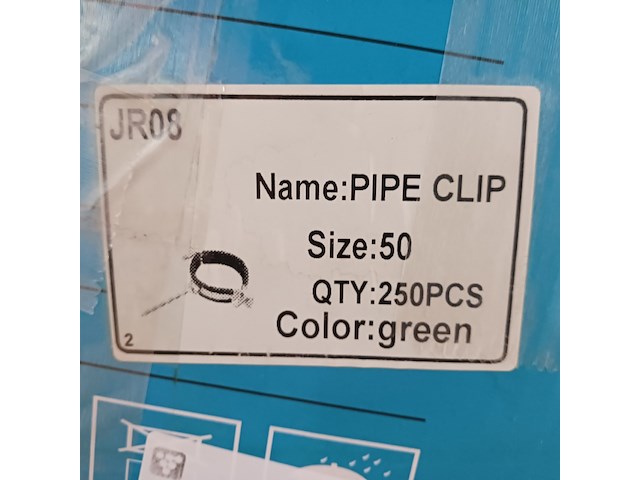 JR08
Name:PIPE CLIP
Size:50
QTY:250PCS
Color:green
2